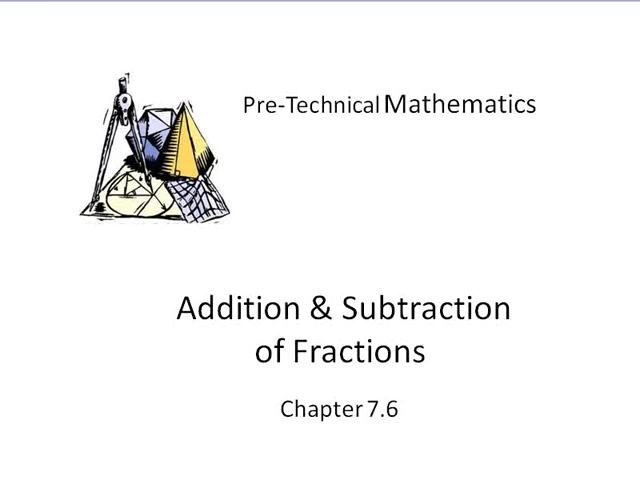 Pre-Technical Mathematics
Addition & Subtraction
of Fractions
Chapter 7.6